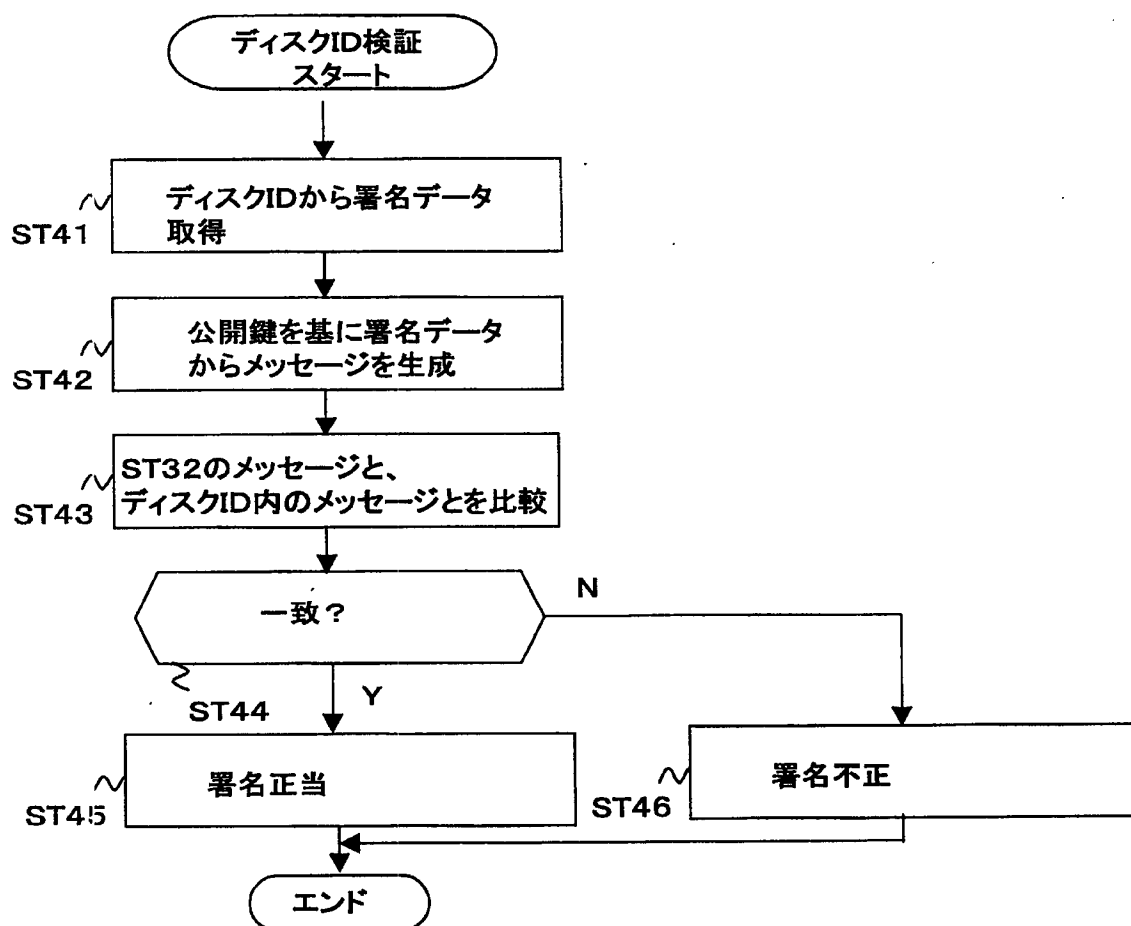 ディスクID検証
スタート
ディスクIDから署名データ
取得
ST41
公開鍵を基に署名データ
からメッセージを生成
ST42
ST32のメッセージと、
ディスクID内のメッセージとを比較
ST43
一致?
N
ST44
Y
署名正当
ST45
署名不正
ST46
エンド